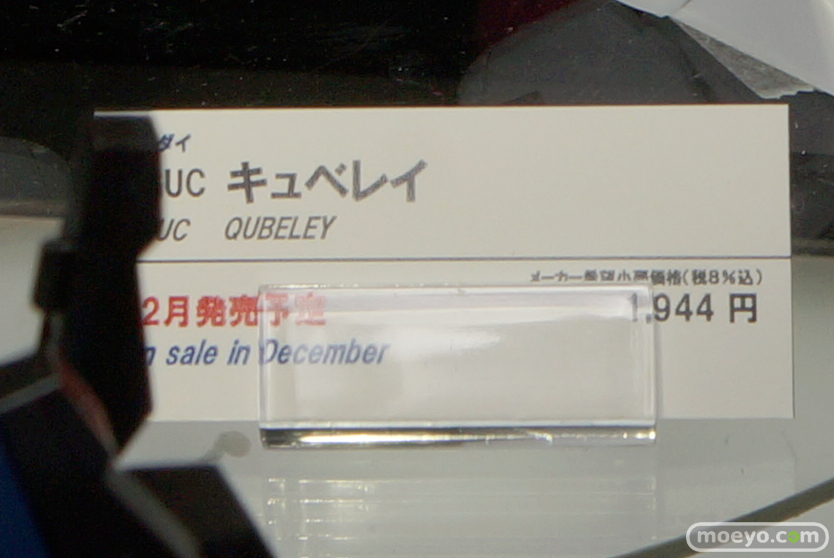 ダイ
UC キュベレイ
UC QUBELEY
メーカー希望小売価格(税8%込)
2月発売予定
1,944 円
sale in December
moeyo.com